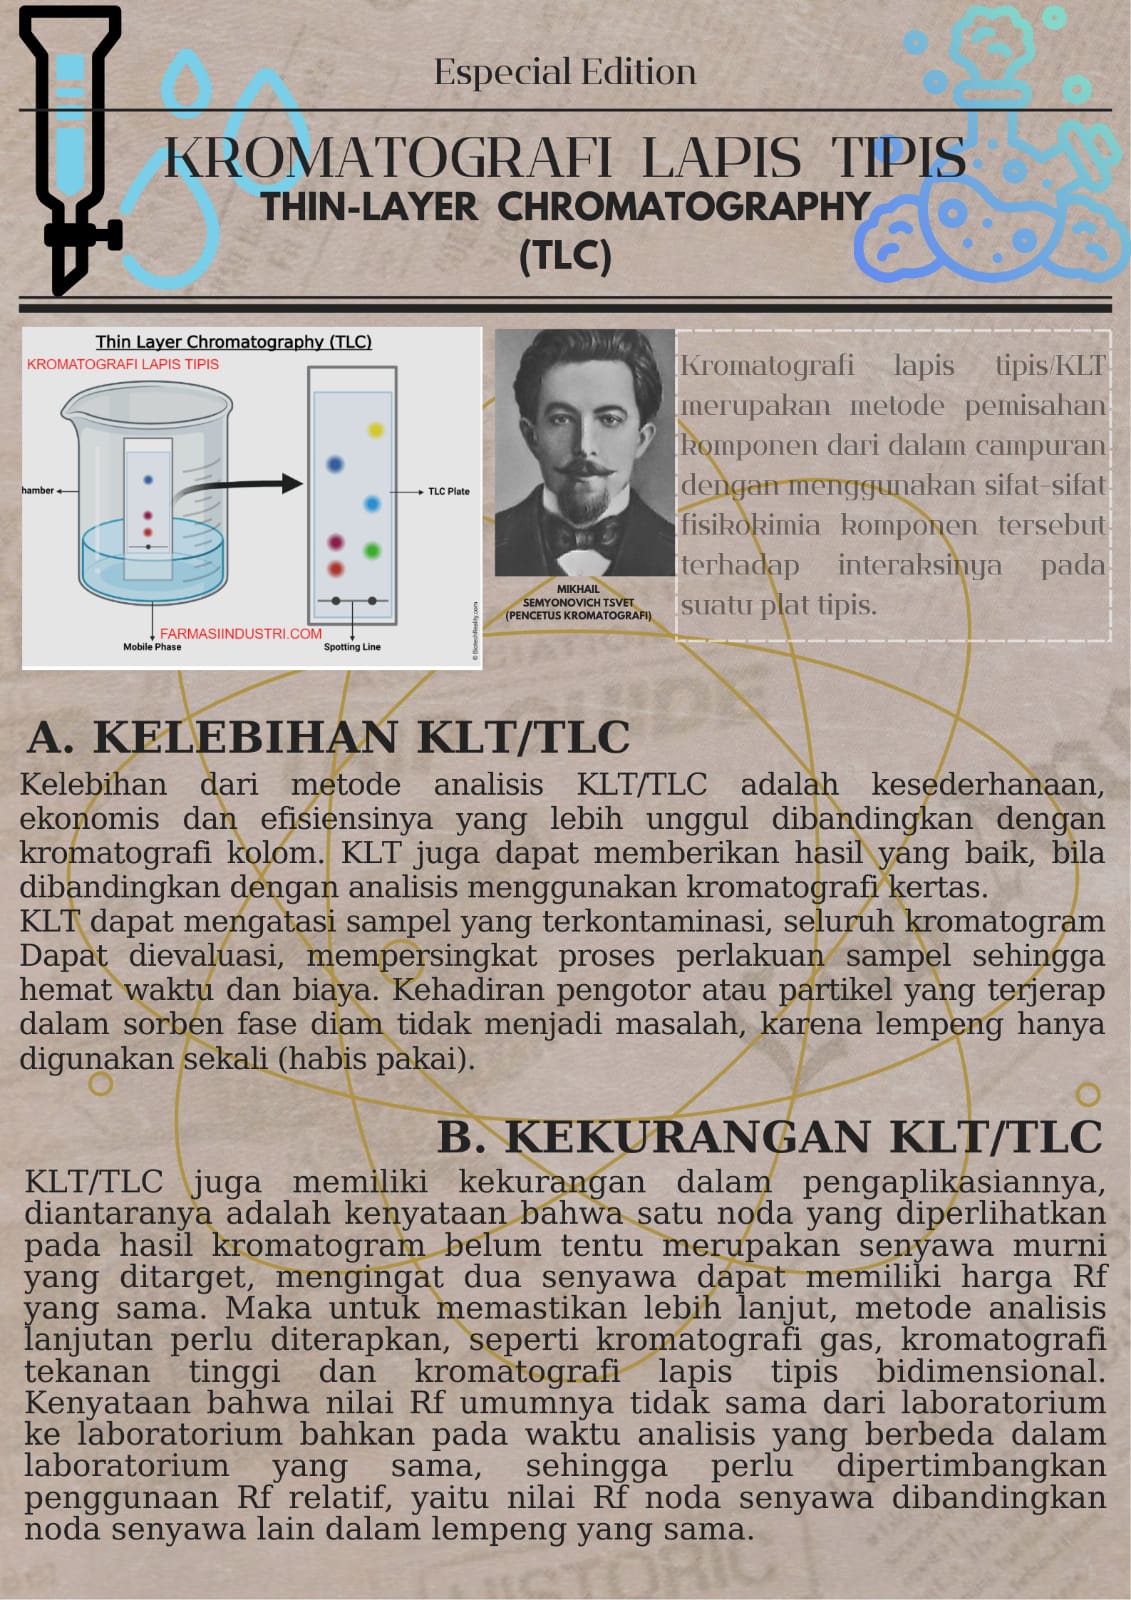 Especial Edition
KROMATOGRAFI LAPIS TIPIS
THIN-LAYER CHROMATOGRAPHY
(TLC)
Thin Layer Chromatography (TLC)
KROMATOGRAFI LAPIS TIPIS
hamber
TLC Plate
FARMASIINDUSTRI.COM
Mobile Phase
Spotting Line
MIKHAIL
SEMYONOVICH TSVET
(PENCETUS KROMATOGRAFI)
Kromatografi lapis tipis/KLT
merupakan metode pemisahan
komponen dari dalam campuran
dengan menggunakan sifat-sifat
fisikokimia komponen tersebut
terhadap interaksinya pada
suatu plat tipis.
A. KELEBIHAN KLT/TLC
Kelebihan dari metode analisis KLT/TLC adalah kesederhanaan,
ekonomis dan efisiensinya yang lebih unggul dibandingkan dengan
kromatografi kolom. KLT juga dapat memberikan hasil yang baik, bila
dibandingkan dengan analisis menggunakan kromatografi kertas.
KLT dapat mengatasi sampel yang terkontaminasi, seluruh kromatogram
Dapat dievaluasi, mempersingkat proses perlakuan sampel sehingga
hemat waktu dan biaya. Kehadiran pengotor atau partikel yang terjerap
dalam sorben fase diam tidak menjadi masalah, karena lempeng hanya
digunakan sekali (habis pakai).
B. KEKURANGAN KLT/TLC
KLT/TLC juga memiliki kekurangan dalam pengaplikasiannya,
diantaranya adalah kenyataan bahwa satu noda yang diperlihatkan
pada hasil kromatogram belum tentu merupakan senyawa murni
yang ditarget, mengingat dua senyawa dapat memiliki harga Rf
yang sama. Maka untuk memastikan lebih lanjut, metode analisis
lanjutan perlu diterapkan, seperti kromatografi gas, kromatografi
tekanan tinggi dan kromatografi lapis tipis bidimensional.
Kenyataan bahwa nilai Rf umumnya tidak sama dari laboratorium
ke laboratorium bahkan pada waktu analisis yang berbeda dalam
laboratorium yang sama, sehingga perlu dipertimbangkan
penggunaan Rf relatif, yaitu nilai Rf noda senyawa dibandingkan
noda senyawa lain dalam lempeng yang sama.
HISTORIC